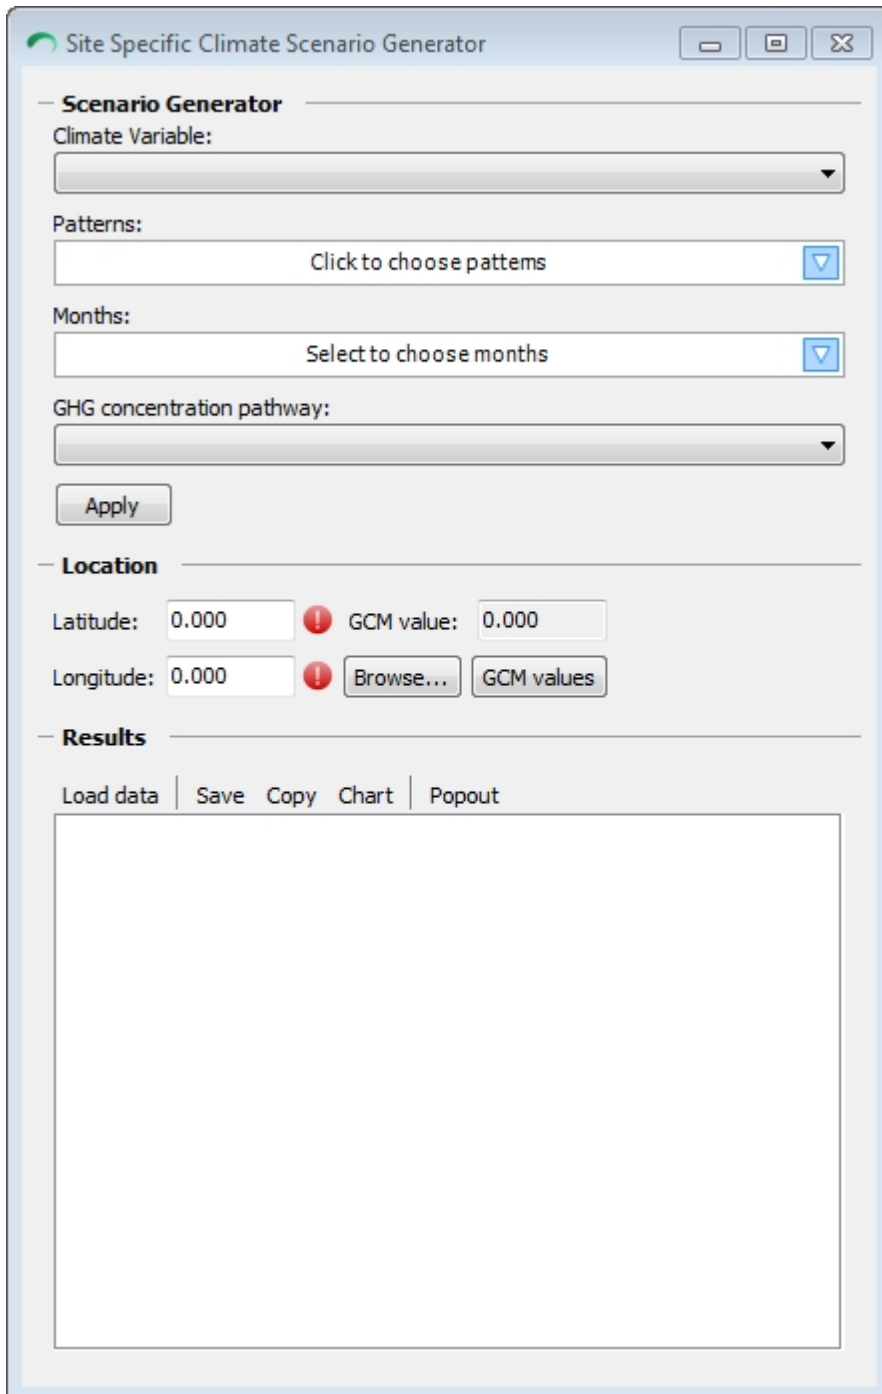 Site Specific Climate Scenario Generator
Scenario Generator
Climate Variable:
Patterns:
Click to choose patterns
Months:
Select to choose months
GHG concentration pathway:
Apply
Location
Latitude: 0.000 GCM value: 0.000
Longitude: 0.000 Browse... GCM values
Results
Load data Save Copy Chart Popout